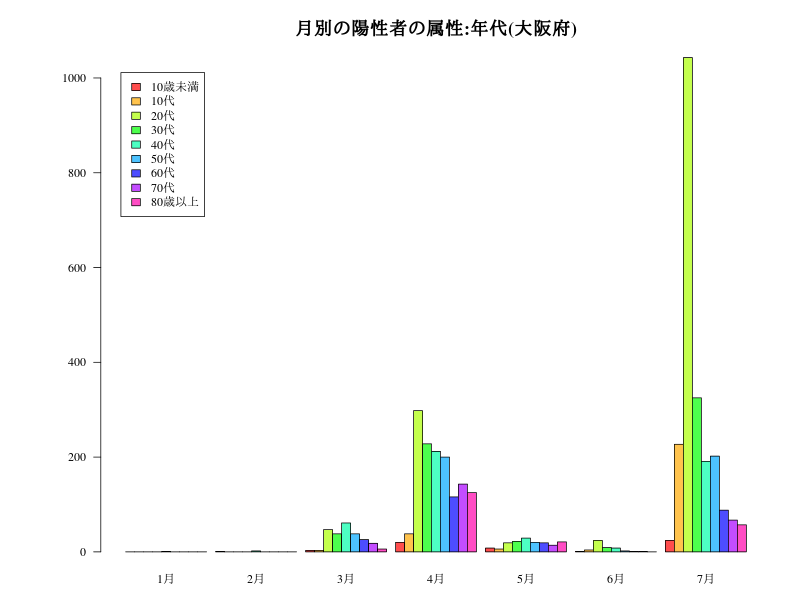 月別の陽性者の属性:年代(大阪府)
1000
800
600
400
200
0
10歳未満
10代
20代
30代
40代
50代
60代
70代
80歳以上
1月
2月
3月
4月
5月
6月
7月